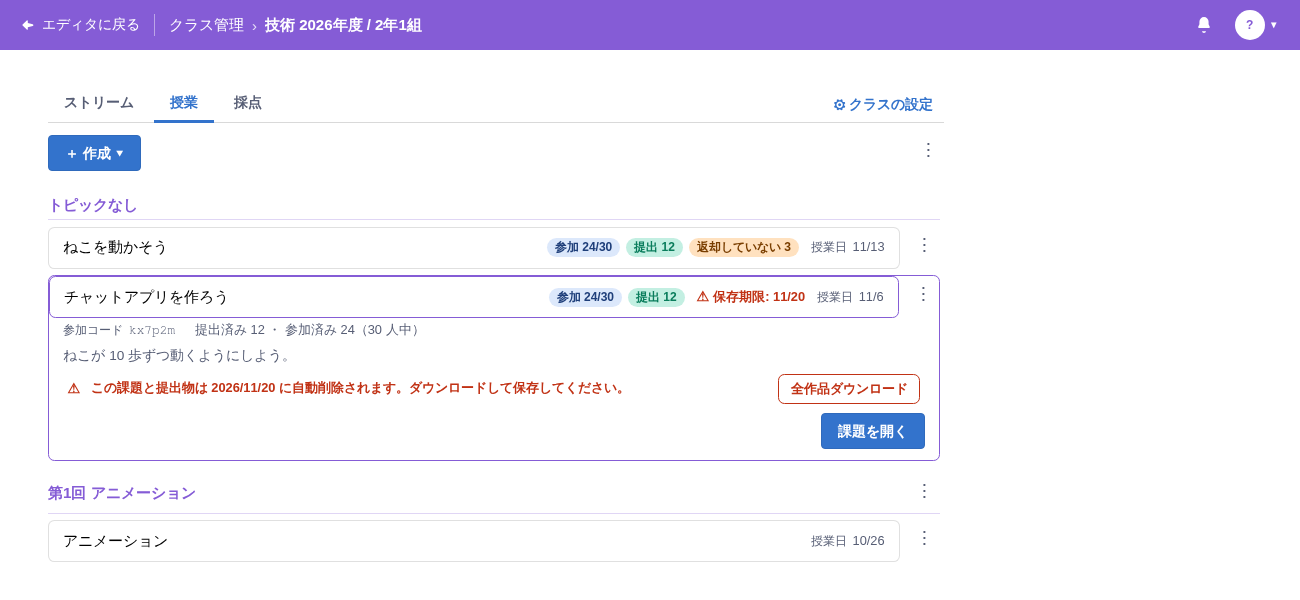 エディタに戻る クラス管理 › 技術 2026年度 / 2年1組 ?
ストリーム 授業 採点 クラスの設定
＋ 作成
トピックなし
ねこを動かそう 参加 24/30 提出 12 返却していない 3 授業日 11/13
チャットアプリを作ろう 参加 24/30 提出 12 ⚠ 保存期限: 11/20 授業日 11/6
参加コード kx7p2m 提出済み 12 ・ 参加済み 24（30 人中）
ねこが 10 歩ずつ動くようにしよう。
⚠ この課題と提出物は 2026/11/20 に自動削除されます。ダウンロードして保存してください。 全作品ダウンロード
課題を開く
第1回 アニメーション
アニメーション 授業日 10/26